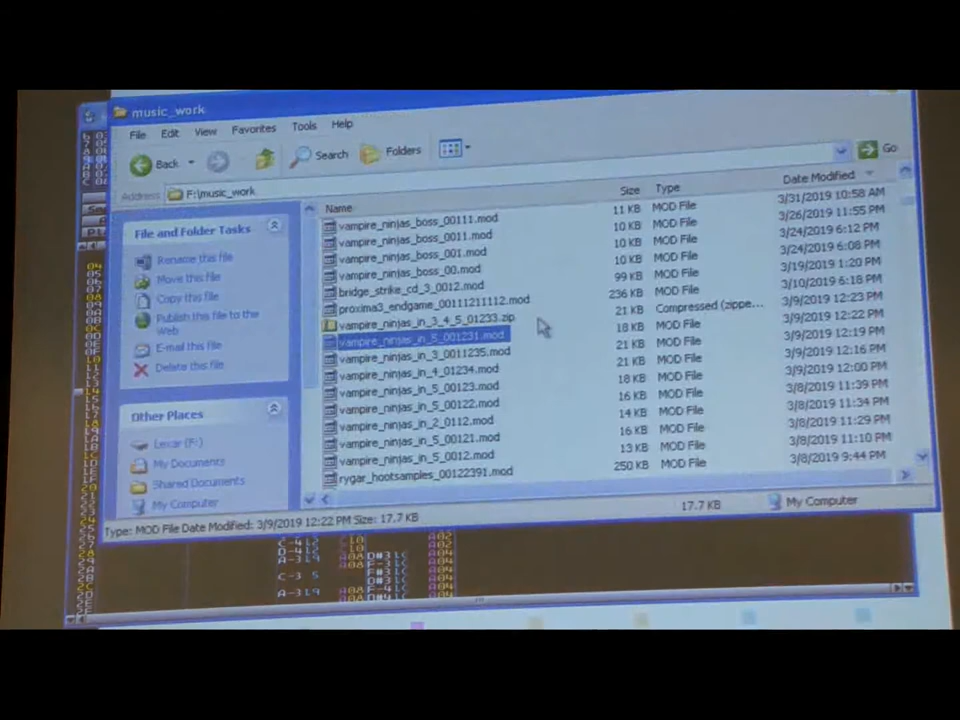 music_work
File Edit View Favorites Tools Help
Back Search Folders
Address F:\music_work Go
File and Folder Tasks
Rename this file
Move this file
Copy this file
Publish this file to the
Web
E-mail this file
Delete this file
Other Places
Lexar (F:)
My Documents
Shared Documents
My Computer
Name Size Type Date Modified
vampire_ninjas_boss_00111.mod 11 KB MOD File 3/31/2019 10:58 AM
vampire_ninjas_boss_0011.mod 10 KB MOD File 3/26/2019 11:55 PM
vampire_ninjas_boss_001.mod 10 KB MOD File 3/24/2019 6:12 PM
vampire_ninjas_boss_00.mod 10 KB MOD File 3/24/2019 6:08 PM
bridge_strike_cd_3_0012.mod 99 KB MOD File 3/19/2019 1:20 PM
proxima3_endgame_00111211112.mod 236 KB MOD File 3/10/2019 6:18 PM
vampire_ninjas_in_3_4_5_01233.zip 21 KB Compressed (zippe... 3/9/2019 12:23 PM
vampire_ninjas_in_5_001231.mod 18 KB MOD File 3/9/2019 12:22 PM
vampire_ninjas_in_3_0011235.mod 21 KB MOD File 3/9/2019 12:19 PM
vampire_ninjas_in_4_01234.mod 21 KB MOD File 3/9/2019 12:16 PM
vampire_ninjas_in_5_00123.mod 18 KB MOD File 3/9/2019 12:00 PM
vampire_ninjas_in_5_00122.mod 16 KB MOD File 3/8/2019 11:39 PM
vampire_ninjas_in_2_0112.mod 14 KB MOD File 3/8/2019 11:34 PM
vampire_ninjas_in_5_00121.mod 16 KB MOD File 3/8/2019 11:29 PM
vampire_ninjas_in_5_0012.mod 13 KB MOD File 3/8/2019 11:10 PM
rygar_hootsamples_00122391.mod 250 KB MOD File 3/8/2019 9:44 PM
Type: MOD File Date Modified: 3/9/2019 12:22 PM Size: 17.7 KB 17.7 KB My Computer